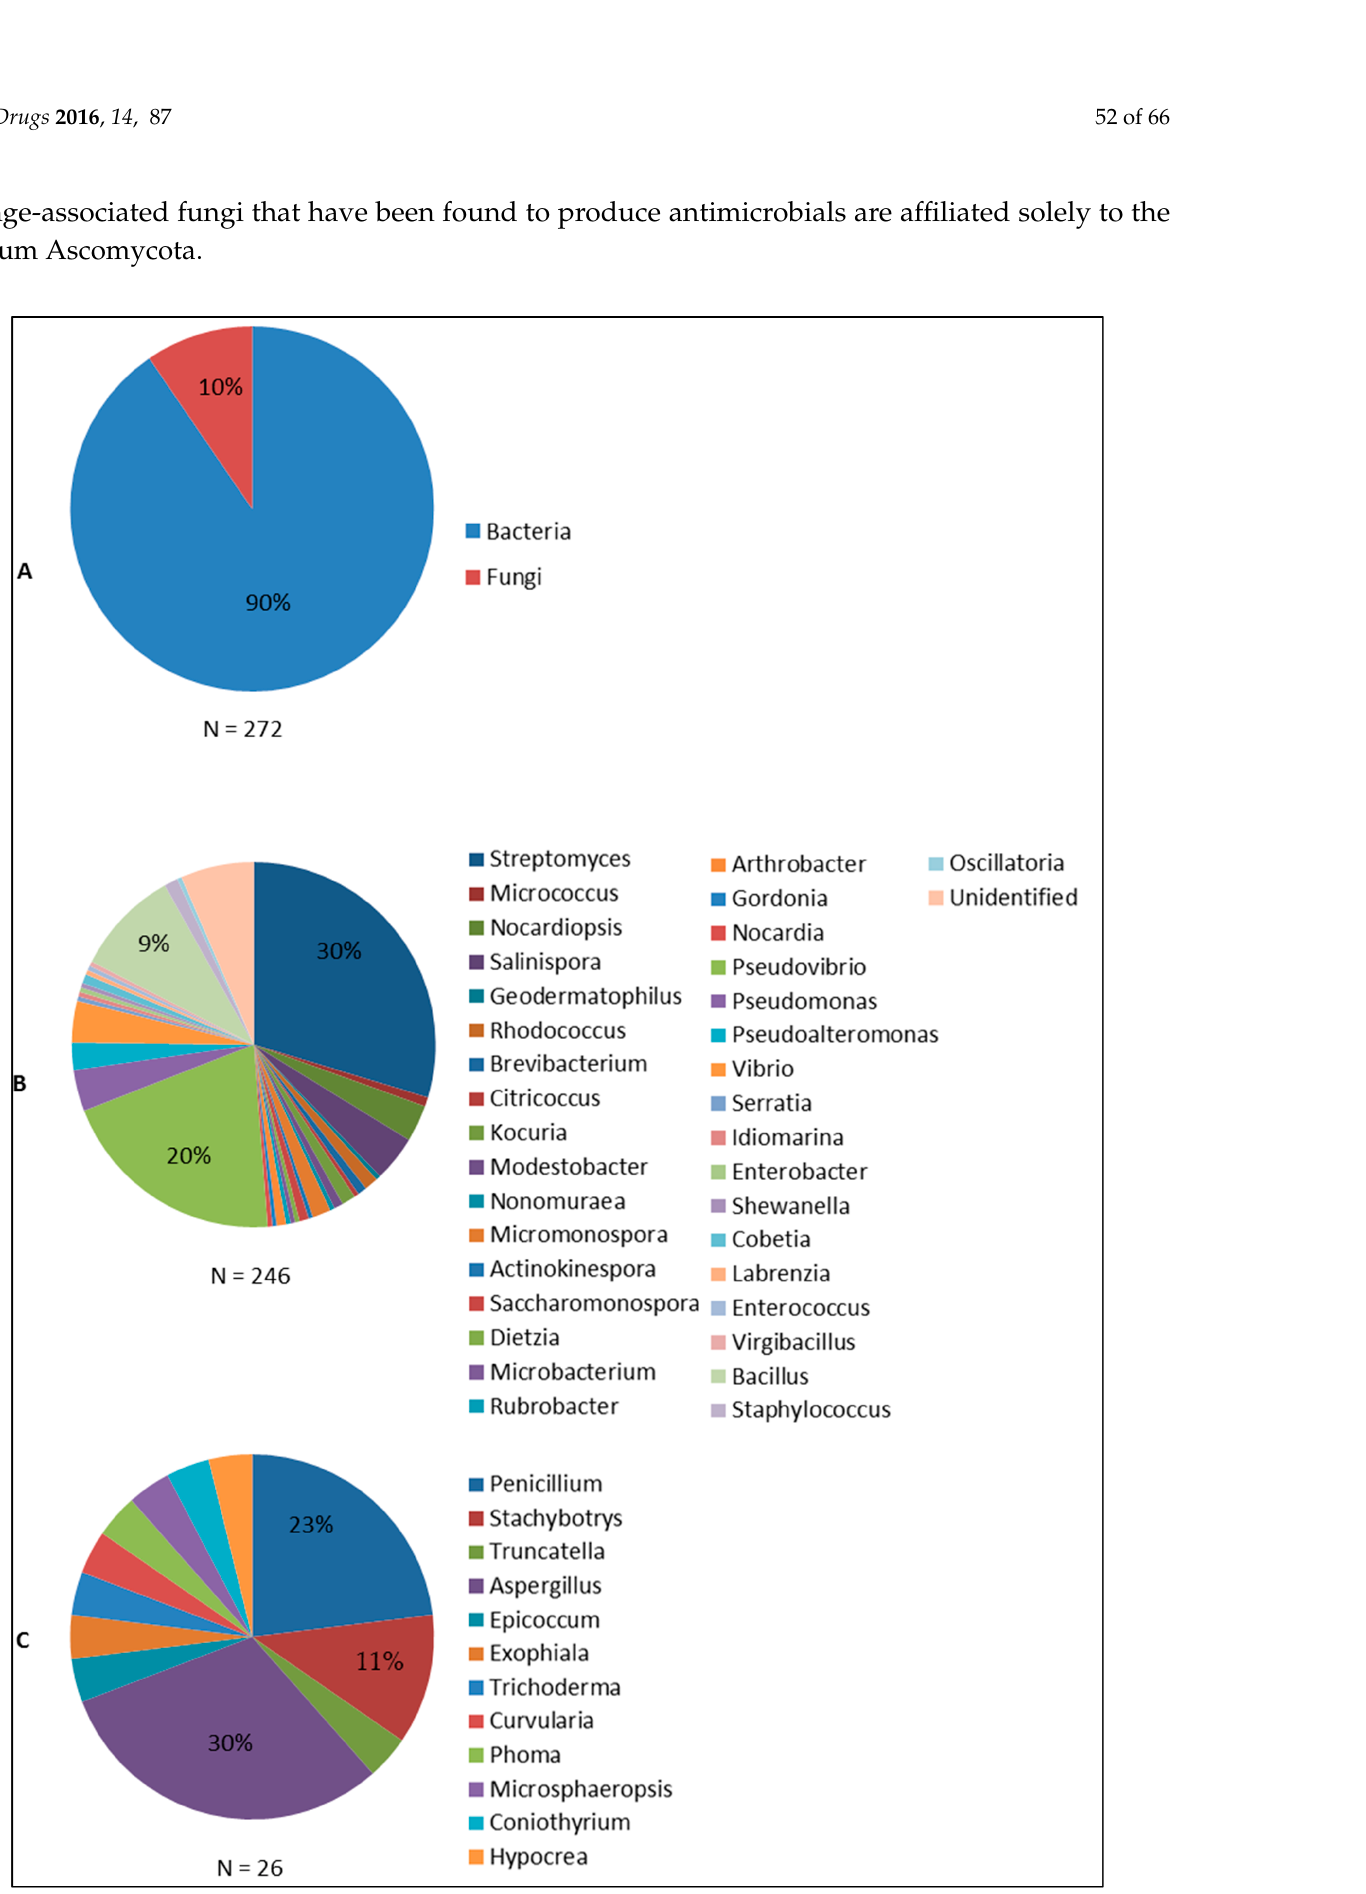 Drugs 2016, 14, 87
52 of 66
age-associated fungi that have been found to produce antimicrobials are affiliated solely to the
um Ascomycota.
10%
90%
Bacteria
Fungi
A
N = 272
9%
30%
20%
B
N = 246
Streptomyces
Micrococcus
Nocardiopsis
Salinispora
Geodermatophilus
Rhodococcus
Brevibacterium
Citricoccus
Kocuria
Modestobacter
Nonomuraea
Micromonospora
Actinokinespora
Saccharomonospora
Dietzia
Microbacterium
Rubrobacter
Arthrobacter
Gordonia
Nocardia
Pseudovibrio
Pseudomonas
Pseudoalteromonas
Vibrio
Serratia
Idiomarina
Enterobacter
Shewanella
Cobetia
Labrenzia
Enterococcus
Virgibacillus
Bacillus
Staphylococcus
Oscillatoria
Unidentified
23%
11%
30%
C
N = 26
Penicillium
Stachybotrys
Truncatella
Aspergillus
Epicoccum
Exophiala
Trichoderma
Curvularia
Phoma
Microsphaeropsis
Coniothyrium
Hypocrea